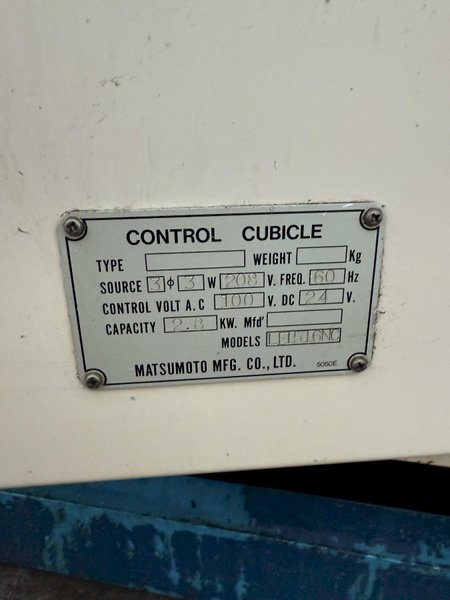 CONTROL CUBICLE
TYPE WEIGHT Kg
SOURCE 3 φ 3 W 208 V. FREQ. 60 Hz
CONTROL VOLT A.C 100 V. DC 24 V.
CAPACITY 2.8 KW. Mfd'
MODELS
MATSUMOTO MFG. CO., LTD. 5050E